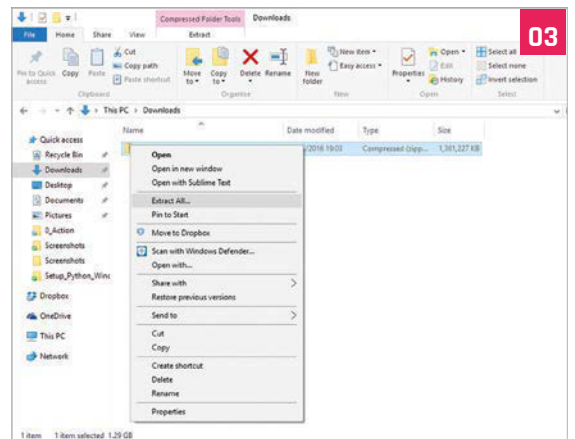 Compressed Folder Tools Downloads
File Home Share View Extract
03
Pin to Quick access
Copy
Paste
Cut
Copy path
Paste shortcut
Clipboard
Move to
Copy to
Delete
Rename
Organise
New folder
New item
Easy access
New
Properties
Open
Edit
History
Open
Select all
Select none
Invert selection
Select
This PC > Downloads
Name Date modified Type Size
/2016 19:03 Compressed (zipp... 1,361,227 KB
Quick access
Recycle Bin
Downloads
Desktop
Documents
Pictures
0_Action
Screenshots
Screenshots
Setup_Python_Winc
Dropbox
OneDrive
This PC
Network
Open
Open in new window
Open with Sublime Text
Extract All...
Pin to Start
Move to Dropbox
Scan with Windows Defender...
Open with...
Share with
Restore previous versions
Send to
Cut
Copy
Create shortcut
Delete
Rename
Properties
1 item 1 item selected 1.29 GB